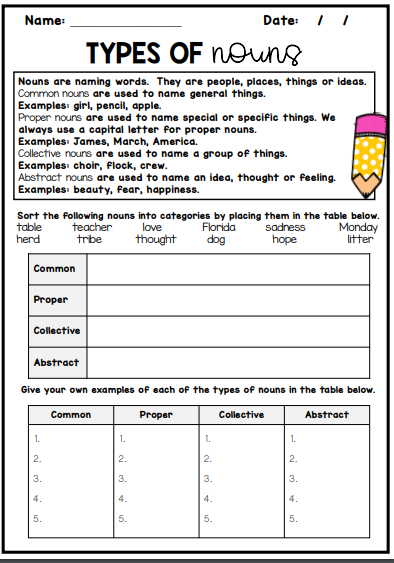 Name: _______________ Date: / /
TYPES OF nouns
Nouns are naming words. They are people, places, things or ideas.
Common nouns are used to name general things.
Examples: girl, pencil, apple.
Proper nouns are used to name special or specific things. We
always use a capital letter for proper nouns.
Examples: James, March, America.
Collective nouns are used to name a group of things.
Examples: choir, flock, crew.
Abstract nouns are used to name an idea, thought or feeling.
Examples: beauty, fear, happiness.
Sort the following nouns into categories by placing them in the table below.
table teacher love Florida sadness Monday
herd tribe thought dog hope litter
Common
Proper
Collective
Abstract
Give your own examples of each of the types of nouns in the table below.
Common Proper Collective Abstract
1. 1. 1. 1.
2. 2. 2. 2.
3. 3. 3. 3.
4. 4. 4. 4.
5. 5. 5. 5.